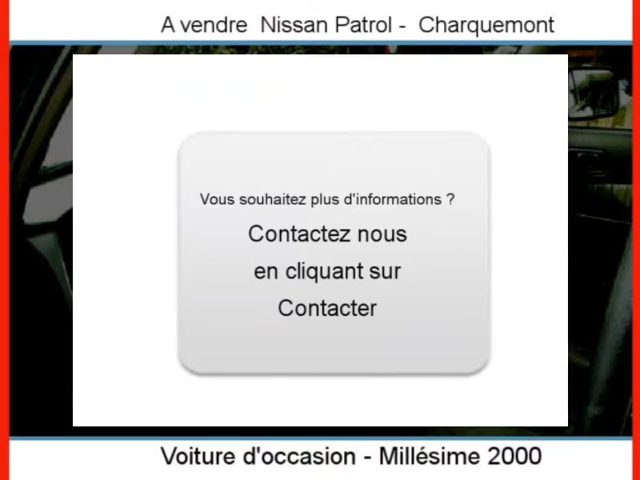 A vendre Nissan Patrol - Charquemont
Vous souhaitez plus d'informations ?
Contactez nous
en cliquant sur
Contacter
Voiture d'occasion - Millésime 2000